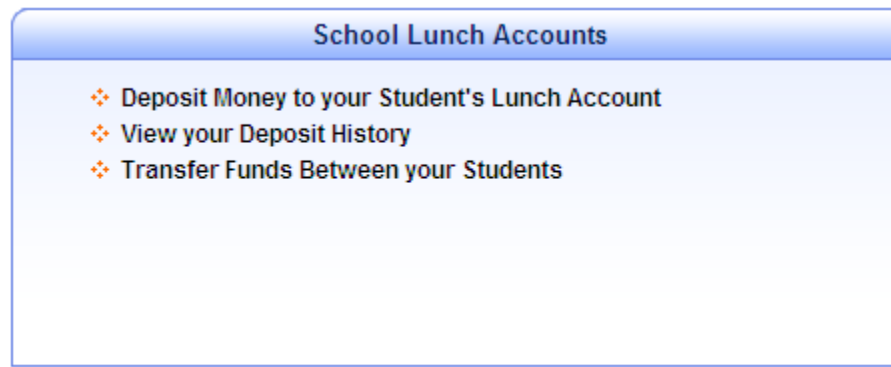 School Lunch Accounts
Deposit Money to your Student's Lunch Account
View your Deposit History
Transfer Funds Between your Students